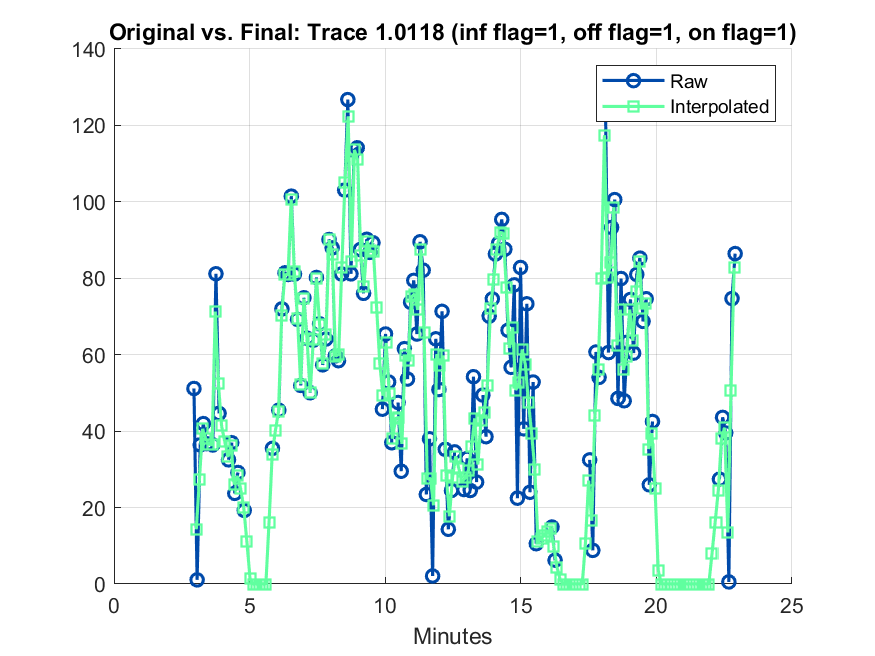 Original vs. Final: Trace 1.0118 (inf flag=1, off flag=1, on flag=1)
140
120
100
80
60
40
20
0
Raw
Interpolated
0 5 10 15 20 25
Minutes